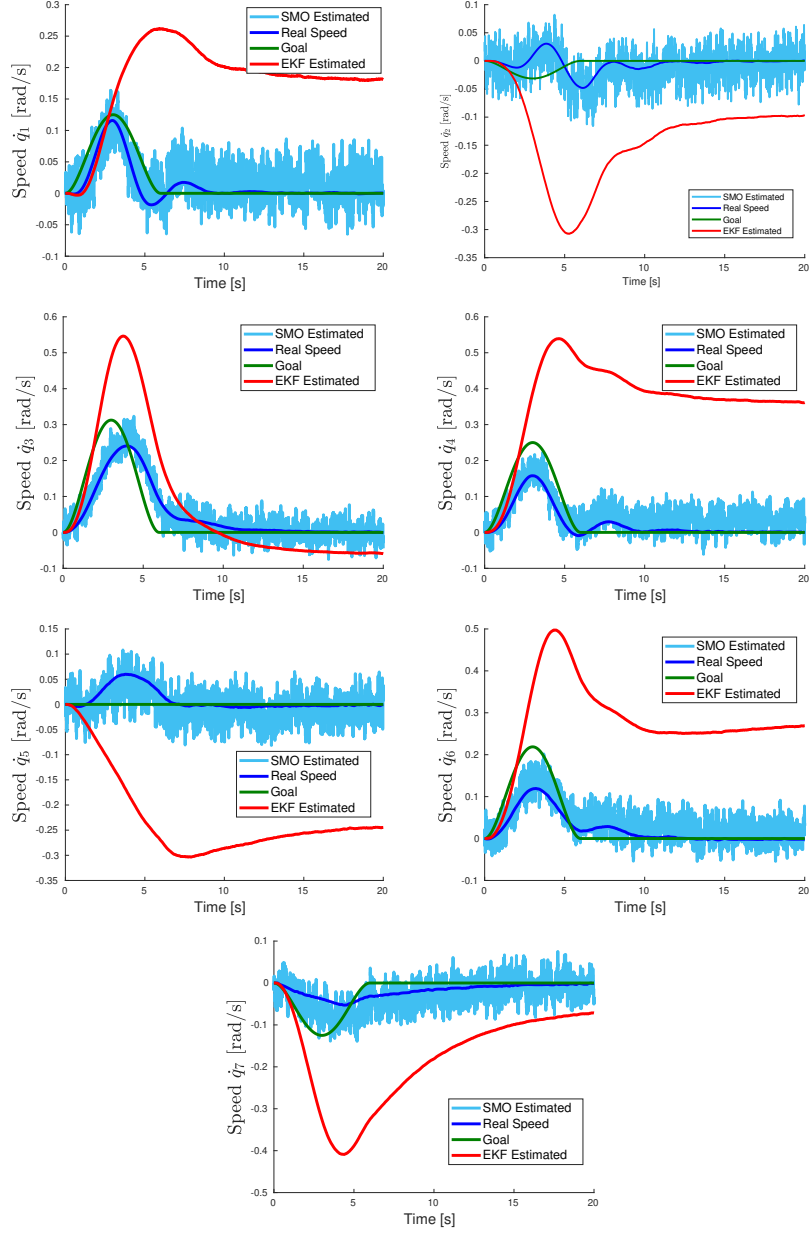 SMO Estimated
Real Speed
Goal
EKF Estimated
0.3
0.25
0.2
0.15
0.1
0.05
0
-0.05
-0.1
Speed q̇₁ [rad/s]
0 5 10 15 20
Time [s]
0.1
0.05
0
-0.05
-0.1
-0.15
-0.2
-0.25
-0.3
-0.35
Speed q̇₂ [rad/s]
SMO Estimated
Real Speed
Goal
EKF Estimated
0 5 10 15 20
Time [s]
0.6
0.5
0.4
0.3
0.2
0.1
0
-0.1
Speed q̇₃ [rad/s]
SMO Estimated
Real Speed
Goal
EKF Estimated
0 5 10 15 20
Time [s]
0.6
0.5
0.4
0.3
0.2
0.1
0
-0.1
Speed q̇₄ [rad/s]
SMO Estimated
Real Speed
Goal
EKF Estimated
0 5 10 15 20
Time [s]
0.15
0.1
0.05
0
-0.05
-0.1
-0.15
-0.2
-0.25
-0.3
-0.35
Speed q̇₅ [rad/s]
SMO Estimated
Real Speed
Goal
EKF Estimated
0 5 10 15 20
Time [s]
0.5
0.4
0.3
0.2
0.1
0
-0.1
Speed q̇₆ [rad/s]
SMO Estimated
Real Speed
Goal
EKF Estimated
0 5 10 15 20
Time [s]
0.1
0
-0.1
-0.2
-0.3
-0.4
-0.5
Speed q̇₇ [rad/s]
SMO Estimated
Real Speed
Goal
EKF Estimated
0 5 10 15 20
Time [s]